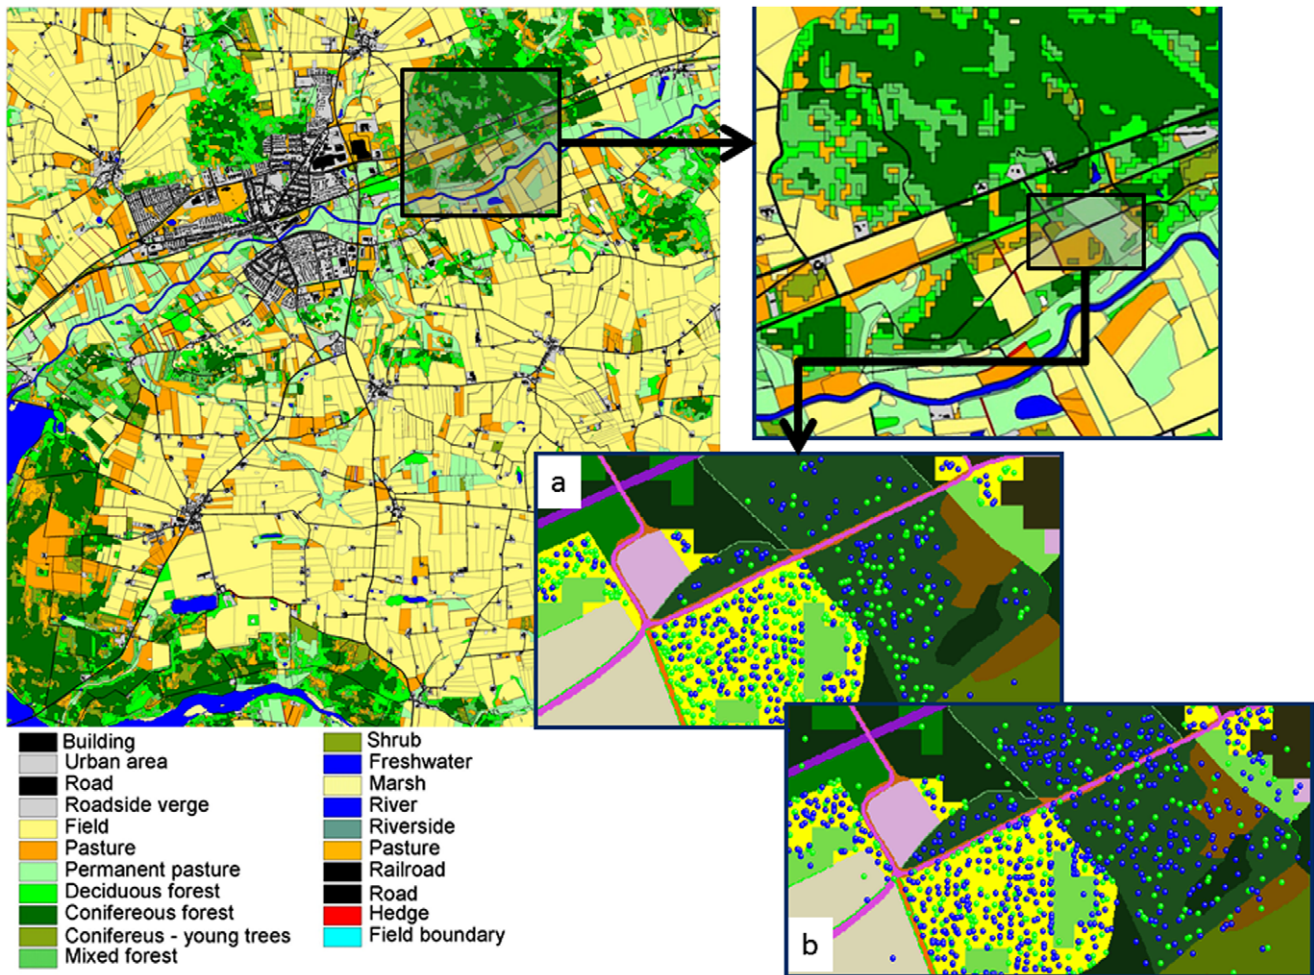 a
b
Building
Urban area
Road
Roadside verge
Field
Pasture
Permanent pasture
Deciduous forest
Conifereous forest
Conifereus - young trees
Mixed forest
Shrub
Freshwater
Marsh
River
Riverside
Pasture
Railroad
Road
Hedge
Field boundary